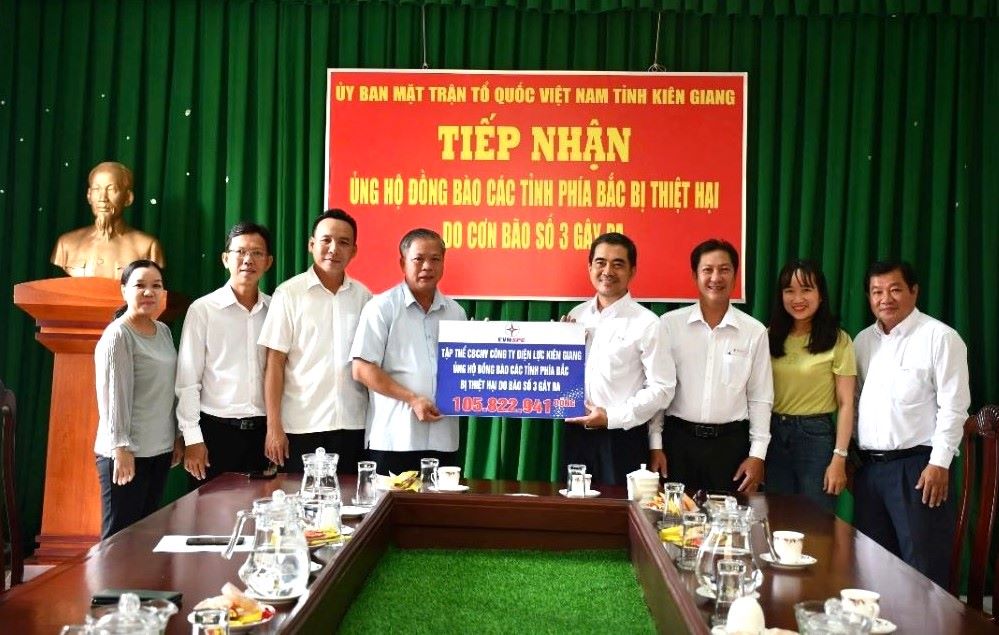 ỦY BAN MẶT TRẬN TỔ QUỐC VIỆT NAM TỈNH KIÊN GIANG
TIẾP NHẬN
ỦNG HỘ ĐỒNG BÀO CÁC TỈNH PHÍA BẮC BỊ THIỆT HẠI
DO CƠN BÃO SỐ 3 GÂY RA
EVNSPC
TẬP THỂ CBCNV CÔNG TY ĐIỆN LỰC KIÊN GIANG
ỦNG HỘ ĐỒNG BÀO CÁC TỈNH PHÍA BẮC
BỊ THIỆT HẠI DO BÃO SỐ 3 GÂY RA
105.822.941 ĐỒNG